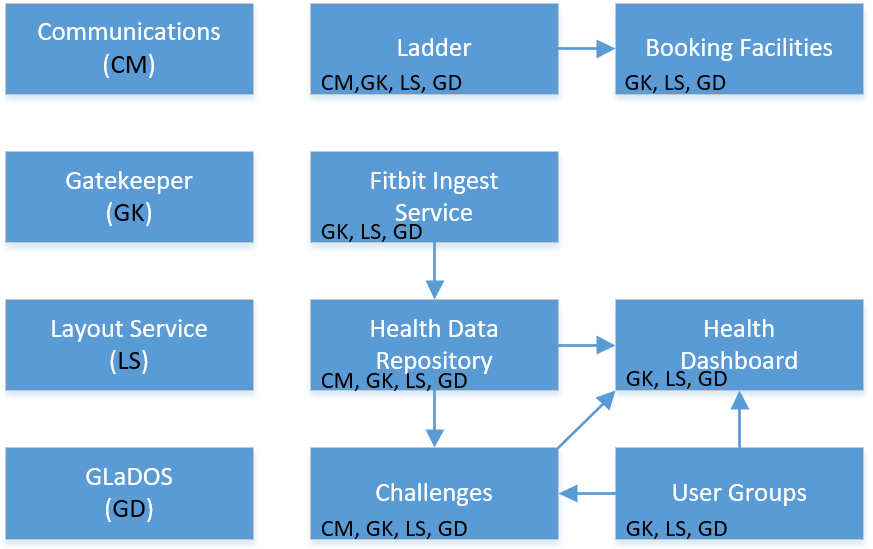 Communications
(CM)
Ladder
CM,GK, LS, GD
Booking Facilities
GK, LS, GD
Gatekeeper
(GK)
Fitbit Ingest
Service
GK, LS, GD
Layout Service
(LS)
Health Data
Repository
CM, GK, LS, GD
Health
Dashboard
GK, LS, GD
GLaDOS
(GD)
Challenges
CM, GK, LS, GD
User Groups
GK, LS, GD